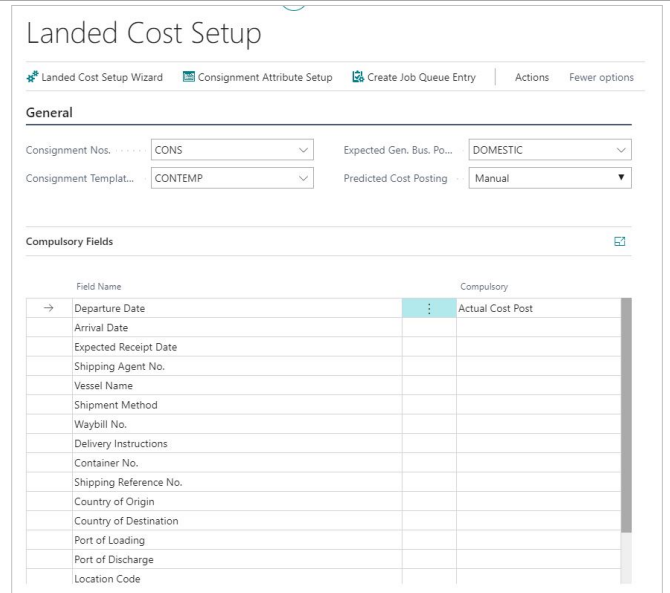 Landed Cost Setup
Landed Cost Setup Wizard Consignment Attribute Setup Create Job Queue Entry Actions Fewer options
General
Consignment Nos. CONS Expected Gen. Bus. Po... DOMESTIC
Consignment Templat... CONTEMP Predicted Cost Posting Manual
Compulsory Fields
Field Name Compulsory
Departure Date Actual Cost Post
Arrival Date
Expected Receipt Date
Shipping Agent No.
Vessel Name
Shipment Method
Waybill No.
Delivery Instructions
Container No.
Shipping Reference No.
Country of Origin
Country of Destination
Port of Loading
Port of Discharge
Location Code